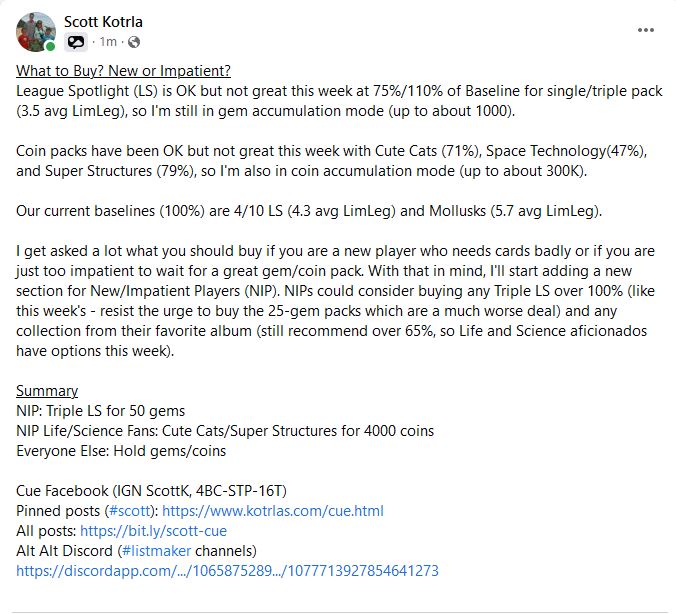 Scott Kotrla
· 1m ·
What to Buy? New or Impatient?
League Spotlight (LS) is OK but not great this week at 75%/110% of Baseline for single/triple pack
(3.5 avg LimLeg), so I'm still in gem accumulation mode (up to about 1000).
Coin packs have been OK but not great this week with Cute Cats (71%), Space Technology(47%),
and Super Structures (79%), so I'm also in coin accumulation mode (up to about 300K).
Our current baselines (100%) are 4/10 LS (4.3 avg LimLeg) and Mollusks (5.7 avg LimLeg).
I get asked a lot what you should buy if you are a new player who needs cards badly or if you are
just too impatient to wait for a great gem/coin pack. With that in mind, I'll start adding a new
section for New/Impatient Players (NIP). NIPs could consider buying any Triple LS over 100% (like
this week's - resist the urge to buy the 25-gem packs which are a much worse deal) and any
collection from their favorite album (still recommend over 65%, so Life and Science aficionados
have options this week).
Summary
NIP: Triple LS for 50 gems
NIP Life/Science Fans: Cute Cats/Super Structures for 4000 coins
Everyone Else: Hold gems/coins
Cue Facebook (IGN ScottK, 4BC-STP-16T)
Pinned posts (#scott): https://www.kotrlas.com/cue.html
All posts: https://bit.ly/scott-cue
Alt Alt Discord (#listmaker channels)
https://discordapp.com/.../1065875289.../1077713927854641273